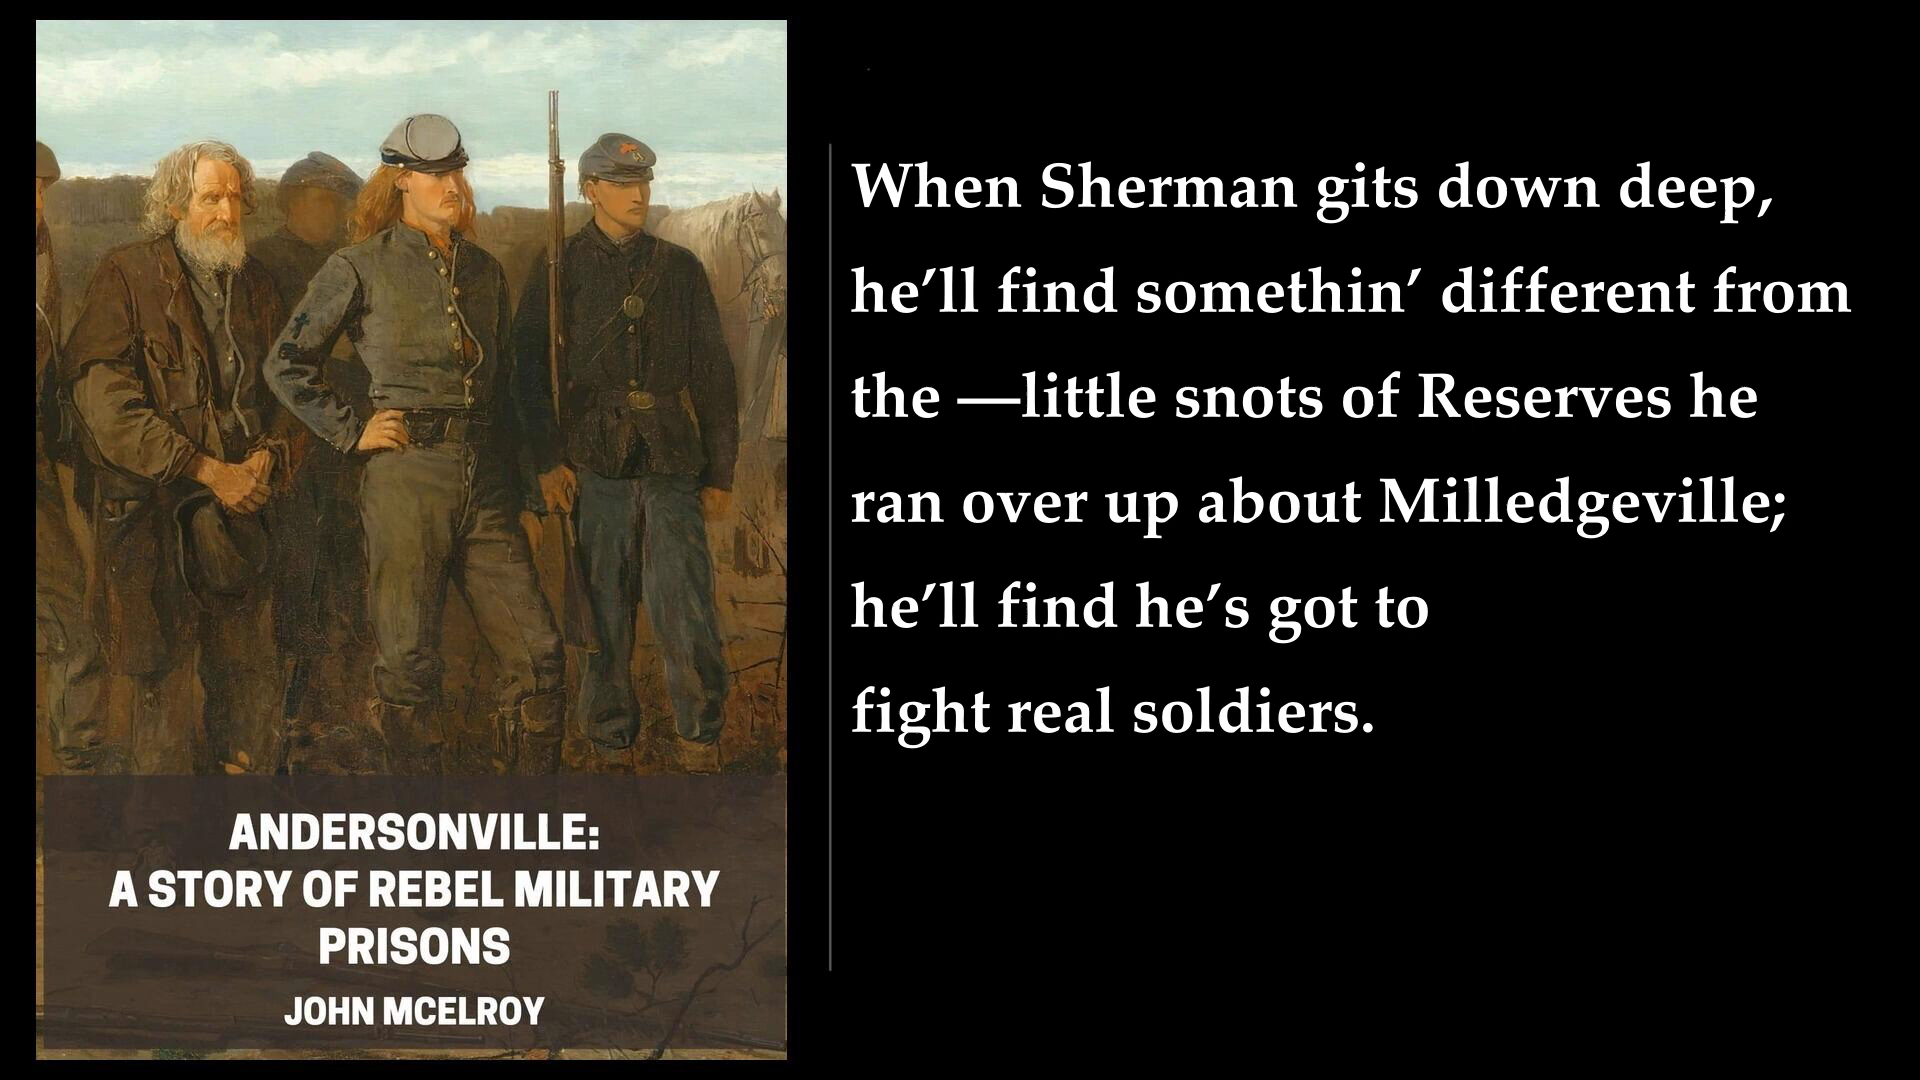 When Sherman gits down deep,
he’ll find somethin’ different from
the —little snots of Reserves he
ran over up about Milledgeville;
he’ll find he’s got to
fight real soldiers.
ANDERSONVILLE:
A STORY OF REBEL MILITARY
PRISONS
JOHN MCELROY